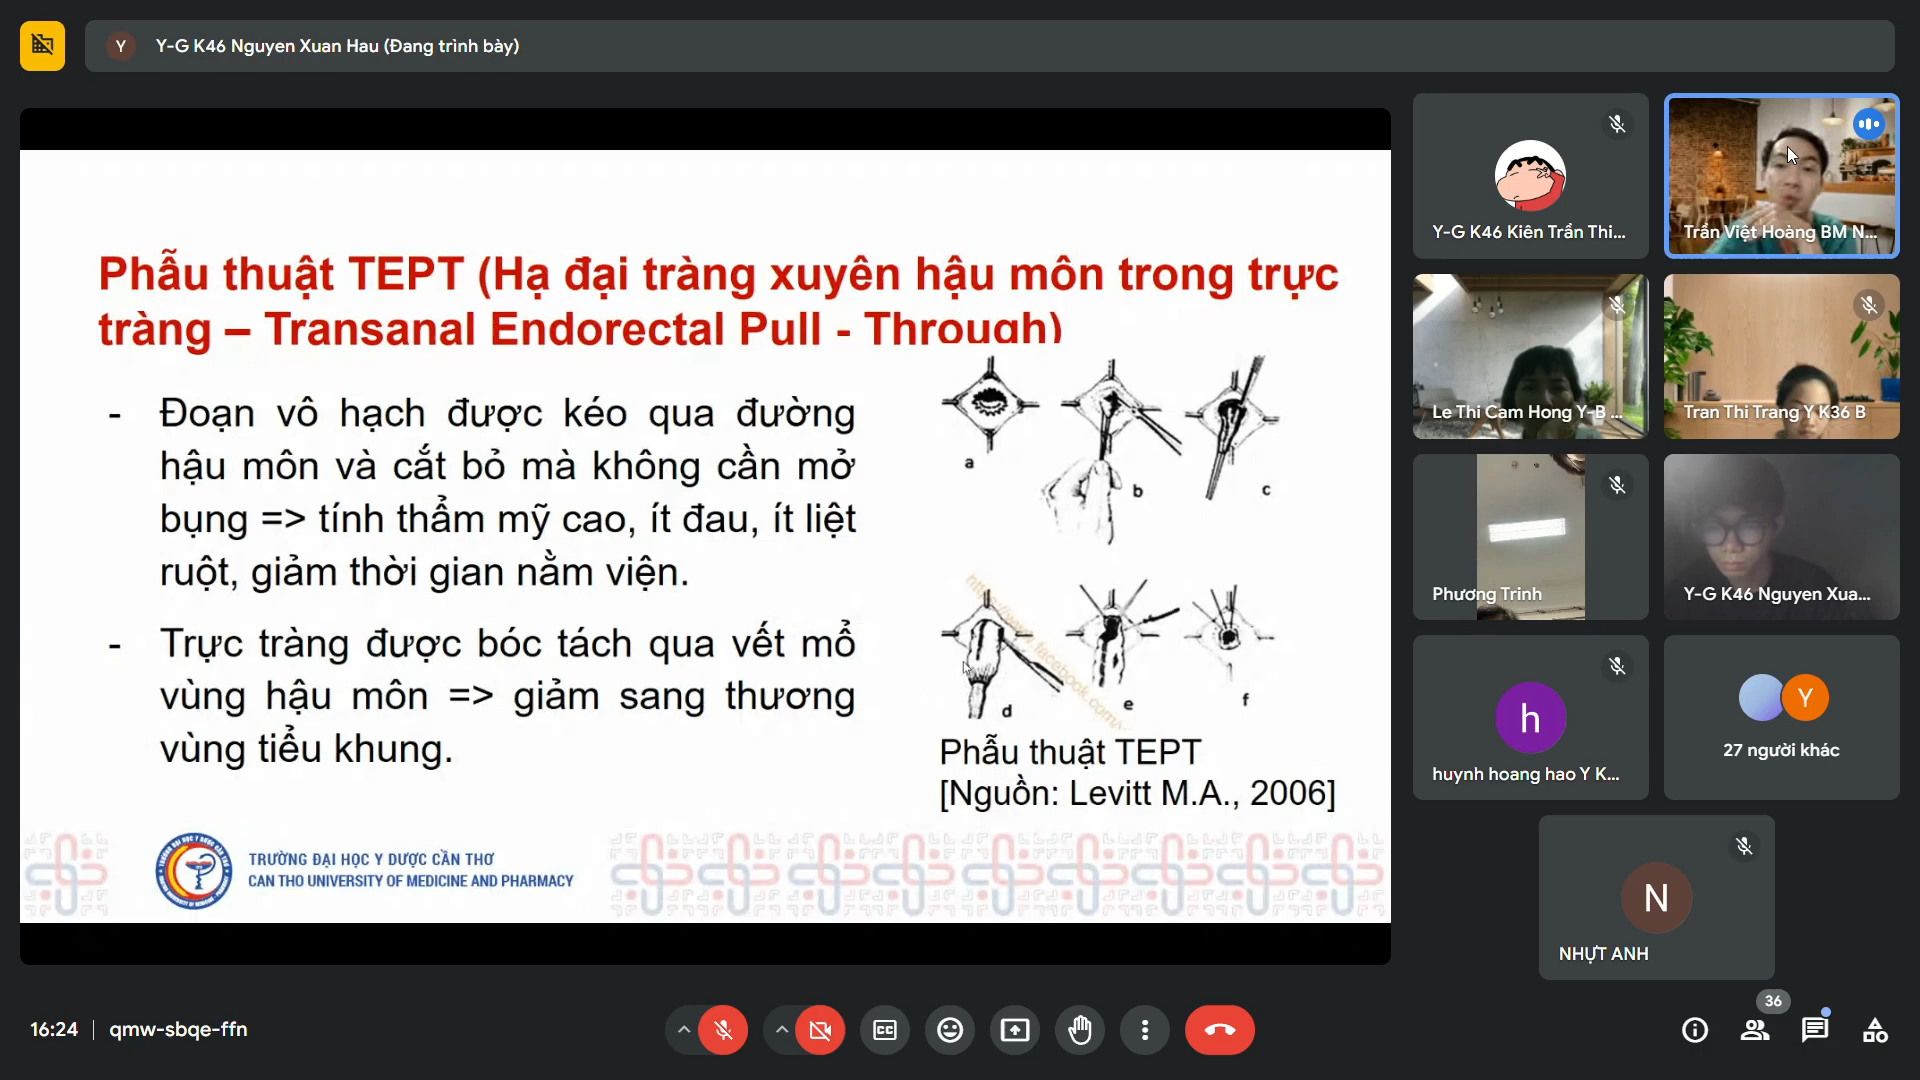 Y
Y-G K46 Nguyen Xuan Hau (Đang trình bày)
Phẫu thuật TEPT (Hạ đại tràng xuyên hậu môn trong trực
tràng – Transanal Endorectal Pull - Through)
- Đoạn vô hạch được kéo qua đường
hậu môn và cắt bỏ mà không cần mở
bụng => tính thẩm mỹ cao, ít đau, ít liệt
ruột, giảm thời gian nằm viện.
- Trực tràng được bóc tách qua vết mổ
vùng hậu môn => giảm sang thương
vùng tiểu khung.
a
b
c
d
e
f
Phẫu thuật TEPT
[Nguồn: Levitt M.A., 2006]
TRƯỜNG ĐẠI HỌC Y DƯỢC CẦN THƠ
CAN THO UNIVERSITY OF MEDICINE AND PHARMACY
Y-G K46 Kiên Trần Thi...
Trần Việt Hoàng BM N...
Le Thi Cam Hong Y-B ...
Tran Thi Trang Y K36 B
Phương Trinh
Y-G K46 Nguyen Xua...
h
huynh hoang hao Y K...
Y
27 người khác
N
NHỰT ANH
16:24
qmw-sbqe-ffn
CC
36